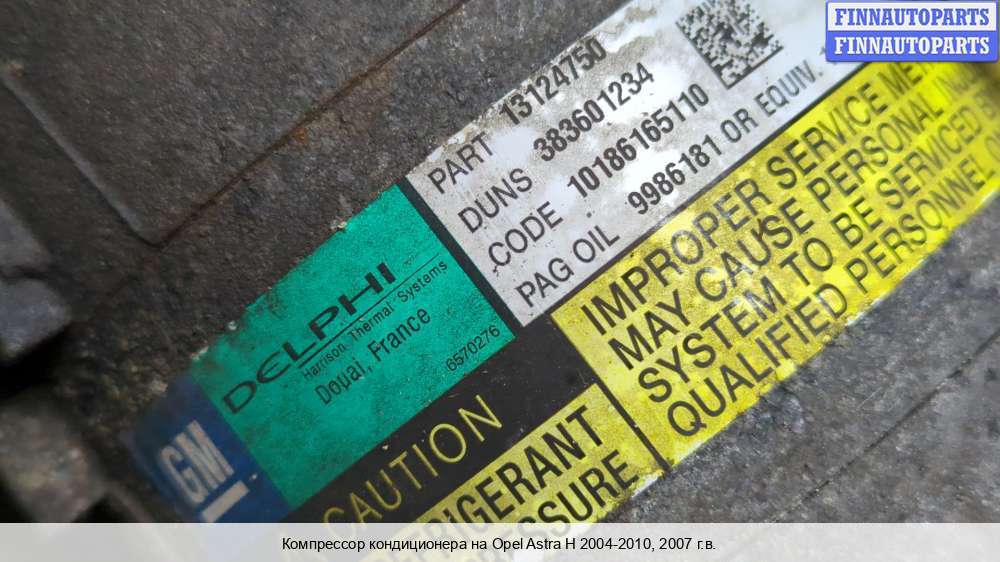 FINNAUTOPARTS
FINNAUTOPARTS
PART 13124750
DUNS 383601234
CODE 10186165110
PAG OIL 9986181 OR EQUIV.
DELPHI
Harrison Thermal Systems
Douai, France
6570276
GM
CAUTION
IMPROPER SERVICE
MAY CAUSE PERSONAL
SYSTEM TO BE SERVICED
QUALIFIED PERSONNEL
Компрессор кондиционера на Opel Astra H 2004-2010, 2007 г.в.